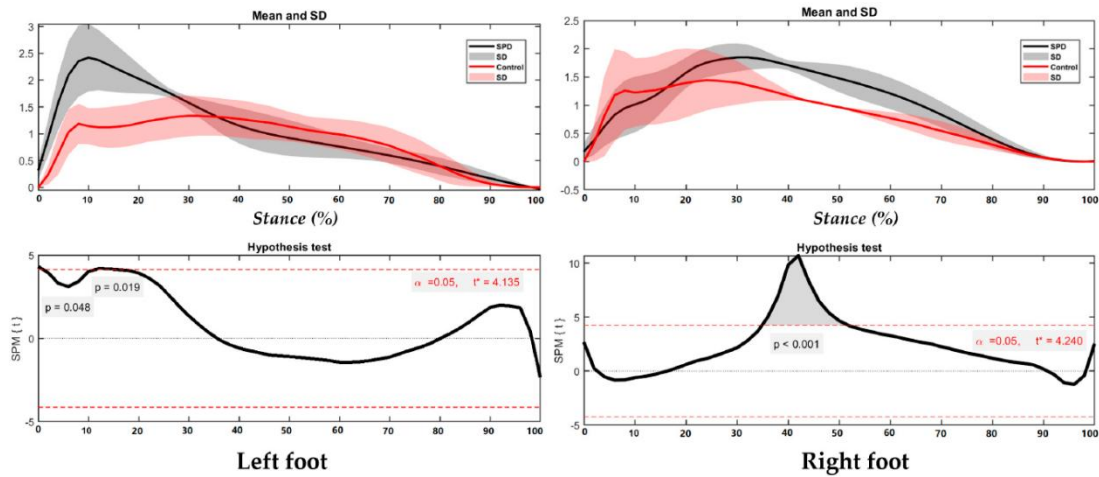 Mean and SD
3
2.5
2
1.5
1
0.5
0
SPD
SD
Control
SD
0 10 20 30 40 50 60 70 80 90 100
Stance (%)
Hypothesis test
5
0
-5
SPM { t }
p = 0.048
p = 0.019
α =0.05, t* = 4.135
0 10 20 30 40 50 60 70 80 90 100
Left foot
Mean and SD
2.5
2
1.5
1
0.5
0
-0.5
SPD
SD
Control
SD
0 10 20 30 40 50 60 70 80 90 100
Stance (%)
Hypothesis test
10
5
0
-5
SPM { t }
p < 0.001
α =0.05, t* = 4.240
0 10 20 30 40 50 60 70 80 90 100
Right foot